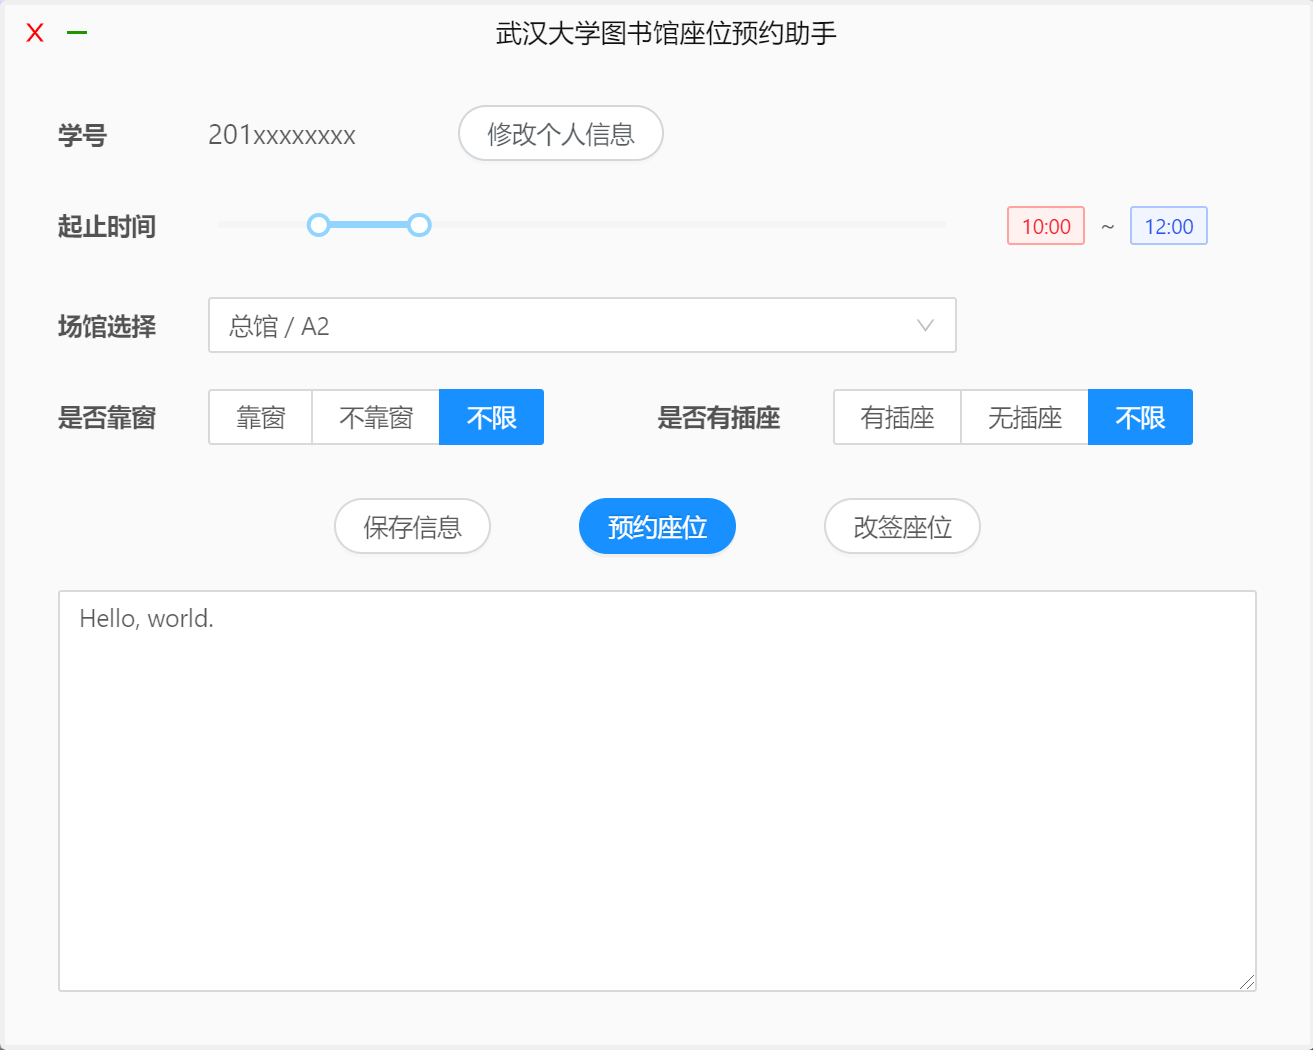 X
武汉大学图书馆座位预约助手
学号 201xxxxxxxx 修改个人信息
起止时间 10:00 ~ 12:00
场馆选择 总馆 / A2
是否靠窗 靠窗 不靠窗 不限 是否有插座 有插座 无插座 不限
保存信息 预约座位 改签座位
Hello, world.